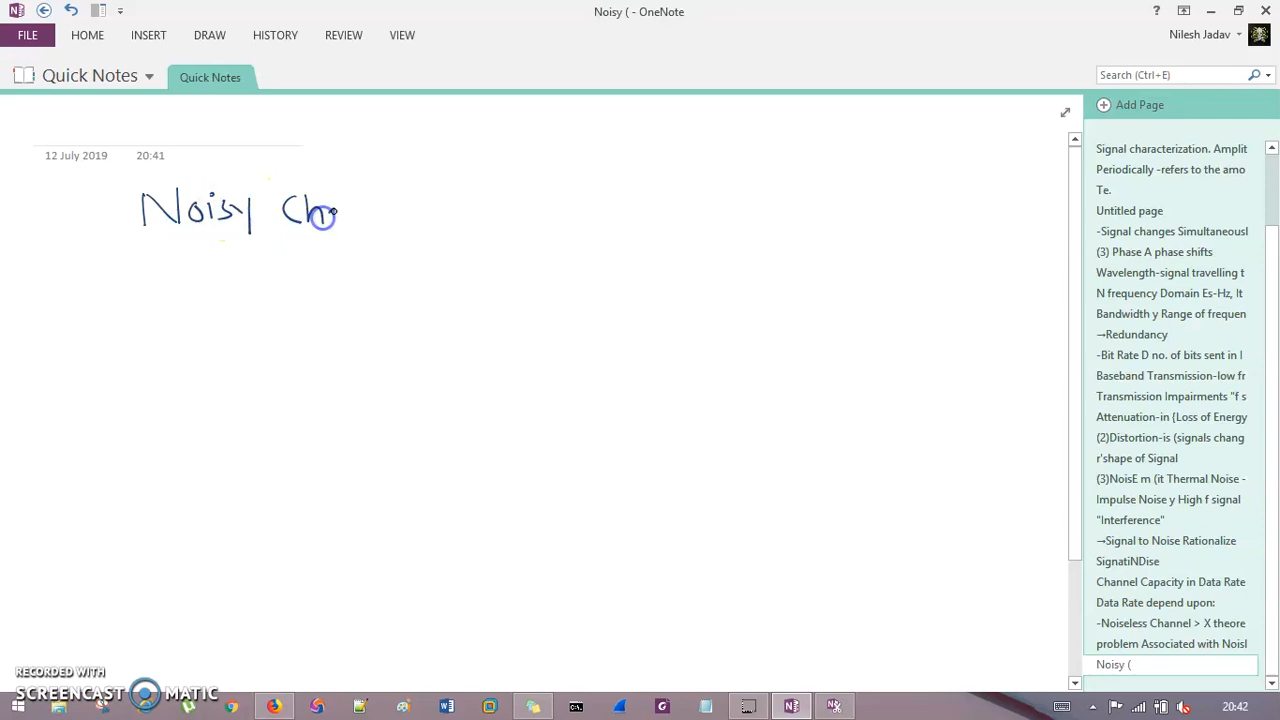 Noisy ( - OneNote
?
FILE HOME INSERT DRAW HISTORY REVIEW VIEW
Nilesh Jadav
Quick Notes
Quick Notes
Search (Ctrl+E)
Add Page
12 July 2019 20:41
Noisy Ch
Signal characterization. Amplit
Periodically -refers to the amo
Te.
Untitled page
-Signal changes Simultaneousl
(3) Phase A phase shifts
Wavelength-signal travelling t
N frequency Domain Es-Hz, It
Bandwidth y Range of frequen
→Redundancy
-Bit Rate D no. of bits sent in l
Baseband Transmission-low fr
Transmission Impairments "f s
Attenuation-in {Loss of Energy
(2)Distortion-is (signals chang
r'shape of Signal
(3)NoisE m (it Thermal Noise -
Impulse Noise y High f signal
"Interference"
→Signal to Noise Rationalize
SignatiNDise
Channel Capacity in Data Rate
Data Rate depend upon:
-Noiseless Channel > X theore
problem Associated with Noisl
Noisy (
RECORDED WITH
SCREENCAST MATIC
20:42